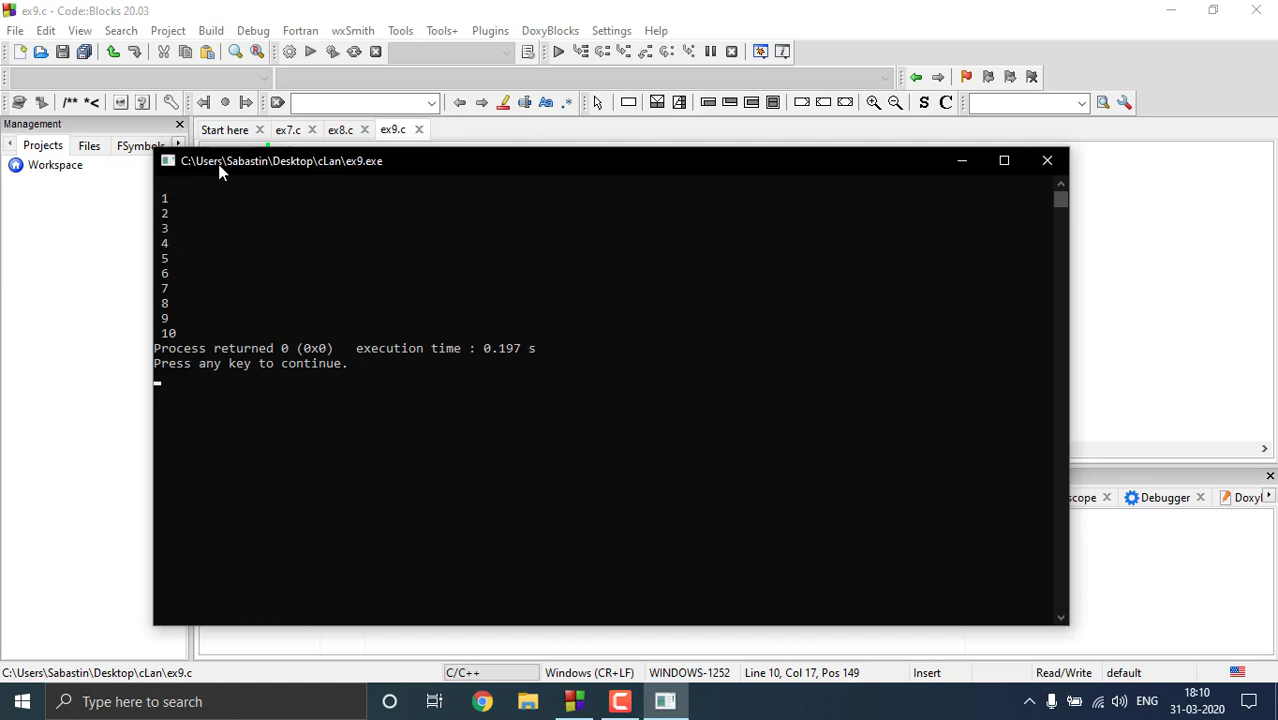 ex9.c - Code::Blocks 20.03
File Edit View Search Project Build Debug Fortran wxSmith Tools Tools+ Plugins DoxyBlocks Settings Help
/** *<
S C
Management
Start here ex7.c ex8.c ex9.c
Projects Files FSymbols
Workspace
C:\Users\Sabastin\Desktop\cLan\ex9.exe
1
2
3
4
5
6
7
8
9
10
Process returned 0 (0x0) execution time : 0.197 s
Press any key to continue.
scope Debugger Doxyl
C:\Users\Sabastin\Desktop\cLan\ex9.c C/C++ Windows (CR+LF) WINDOWS-1252 Line 10, Col 17, Pos 149 Insert Read/Write default
Type here to search
ENG
18:10
31-03-2020